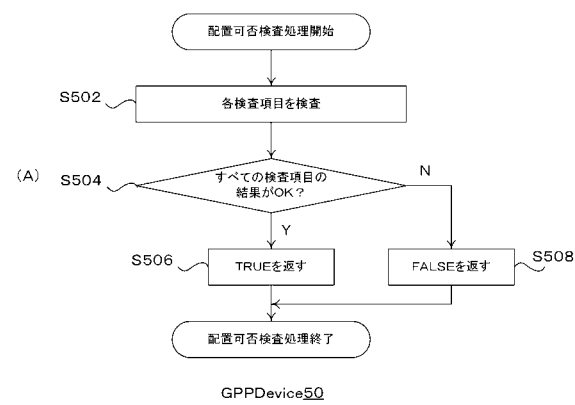 配置可否検査処理開始
S502
各検査項目を検査
(A)
S504
すべての検査項目の
結果がOK？
N
Y
S506
TRUEを返す
FALSEを返す
S508
配置可否検査処理終了
GPPDevice50